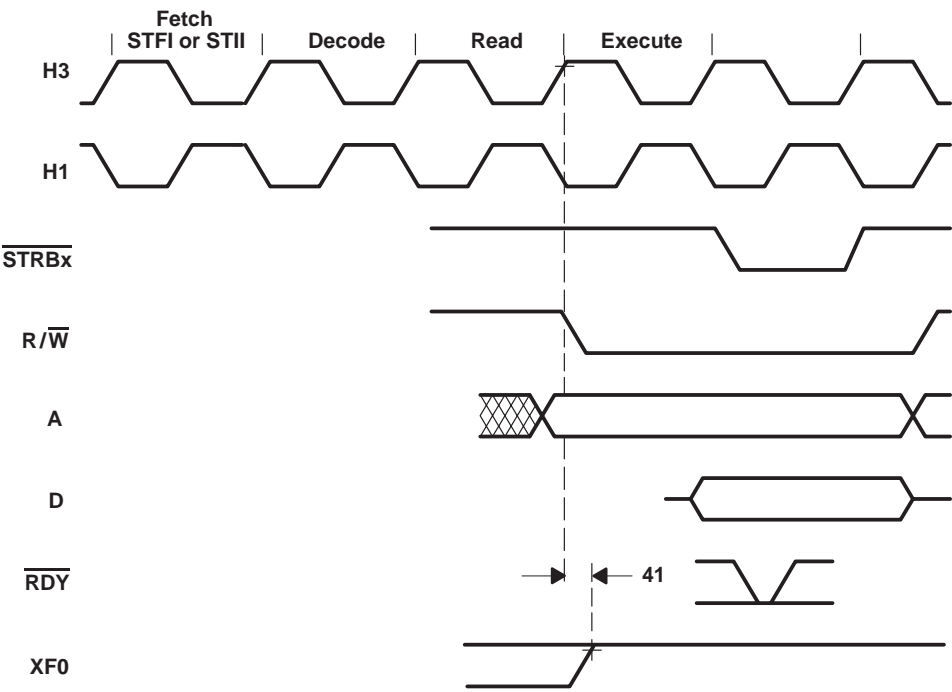 Fetch
STFI or STII Decode Read Execute
H3
H1
STRBx
R/W
A
D
RDY
41
XF0